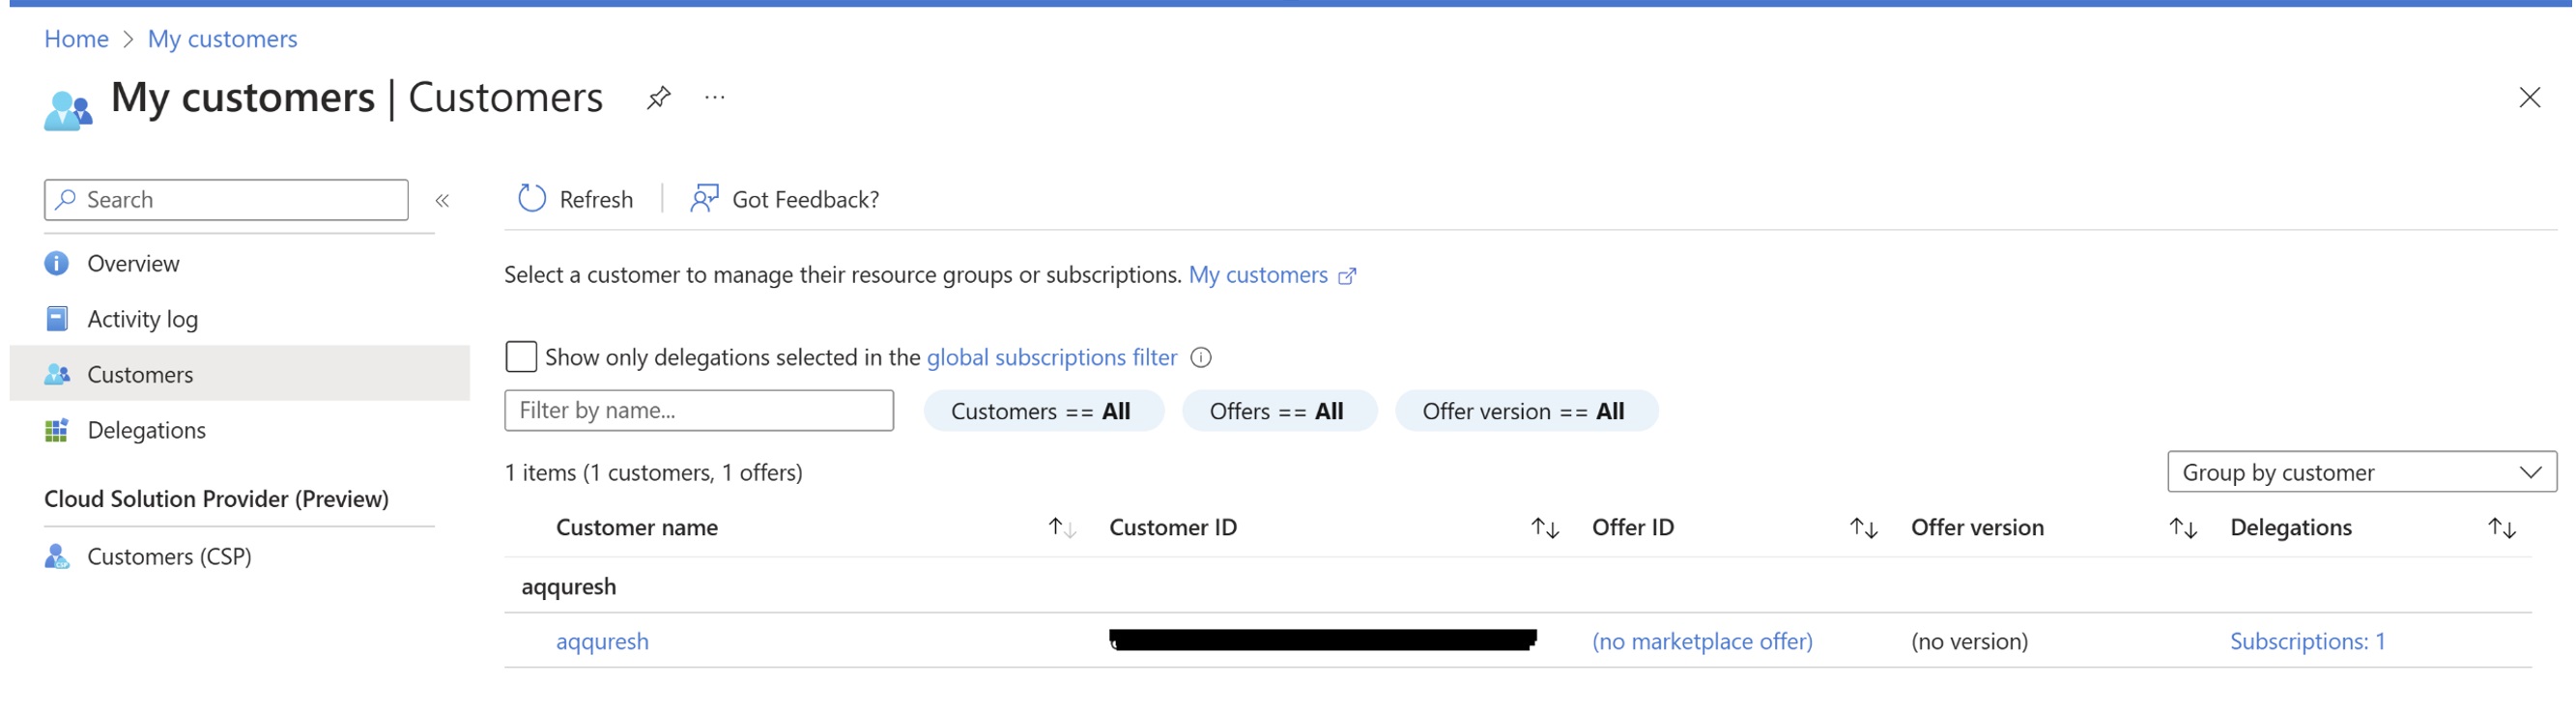 Home > My customers
My customers | Customers
Search
Refresh
Got Feedback?
Overview
Activity log
Customers
Delegations
Cloud Solution Provider (Preview)
Customers (CSP)
Select a customer to manage their resource groups or subscriptions. My customers
Show only delegations selected in the global subscriptions filter
Filter by name...
Customers == All
Offers == All
Offer version == All
1 items (1 customers, 1 offers)
Group by customer
Customer name
Customer ID
Offer ID
Offer version
Delegations
aqquresh
aqquresh
(no marketplace offer)
(no version)
Subscriptions: 1